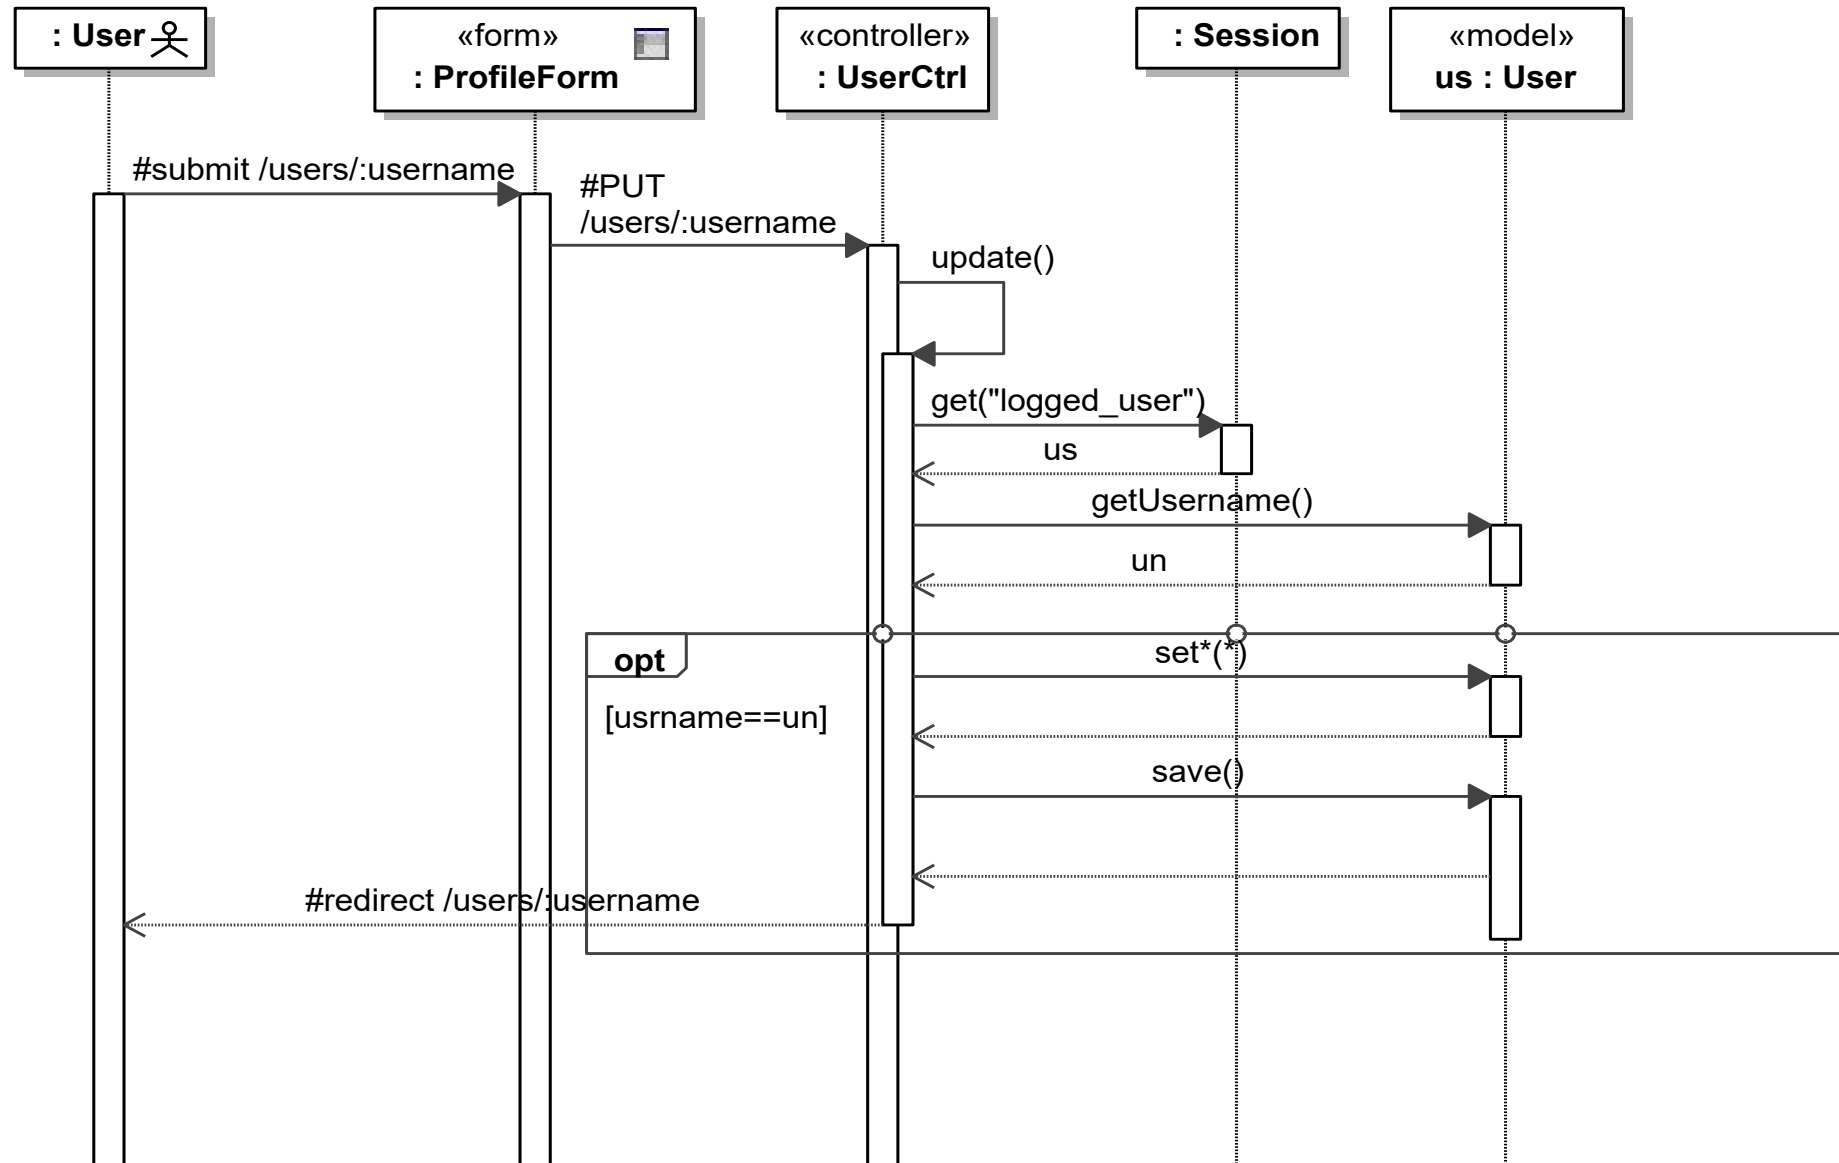 : User
«form»
: ProfileForm
«controller»
: UserCtrl
: Session
«model»
us : User
#submit /users/:username
#PUT
/users/:username
update()
get("logged_user")
us
getUsername()
un
opt
set*(*)
[usrname==un]
save()
#redirect /users/:username